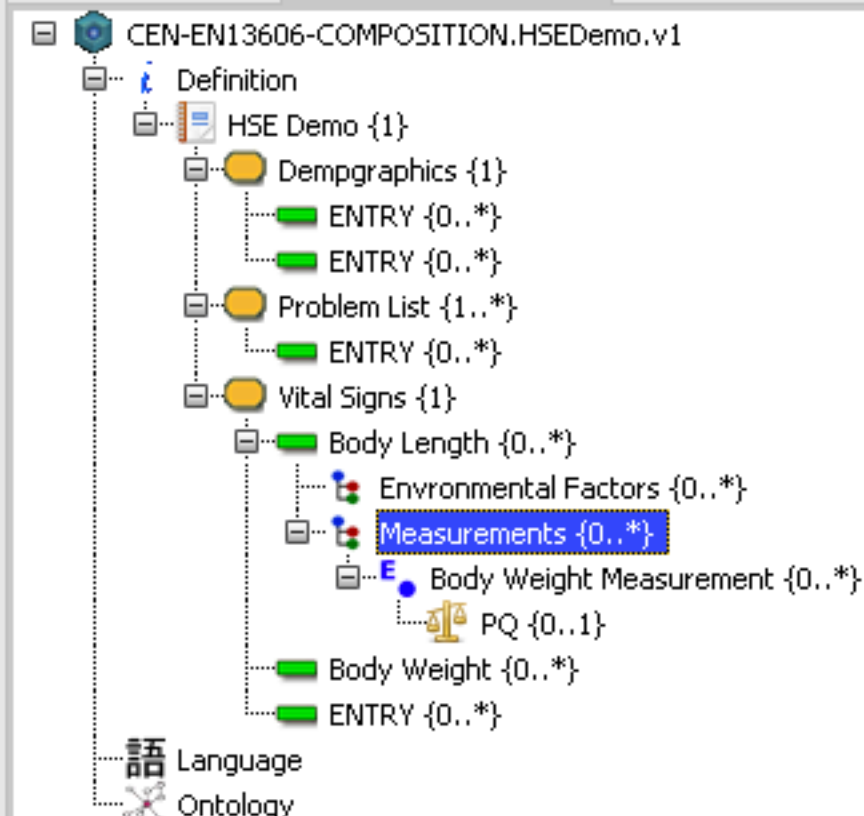 CEN-EN13606-COMPOSITION.HSEDemo.v1
Definition
HSE Demo {1}
Dempgraphics {1}
ENTRY {0..*}
ENTRY {0..*}
Problem List {1..*}
ENTRY {0..*}
Vital Signs {1}
Body Length {0..*}
Envronmental Factors {0..*}
Measurements {0..*}
E Body Weight Measurement {0..*}
PQ {0..1}
Body Weight {0..*}
ENTRY {0..*}
語 Language
Ontology